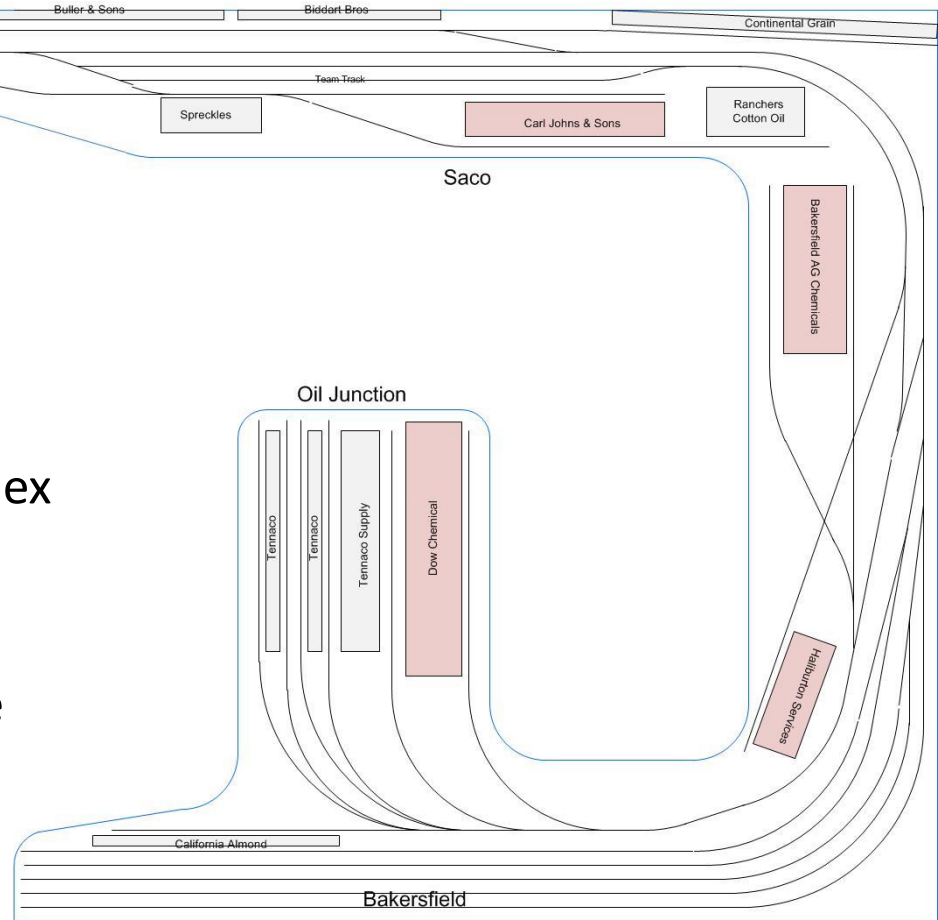 Buller & Sons
Biddart Bros
Continental Grain
Team Track
Spreckles
Carl Johns & Sons
Ranchers
Cotton Oil
Saco
Bakersfield AG Chemicals
Oil Junction
ex
Tennaco
Tennaco
Tennaco Supply
Dow Chemical
Haliburton Services
e
California Almond
Bakersfield